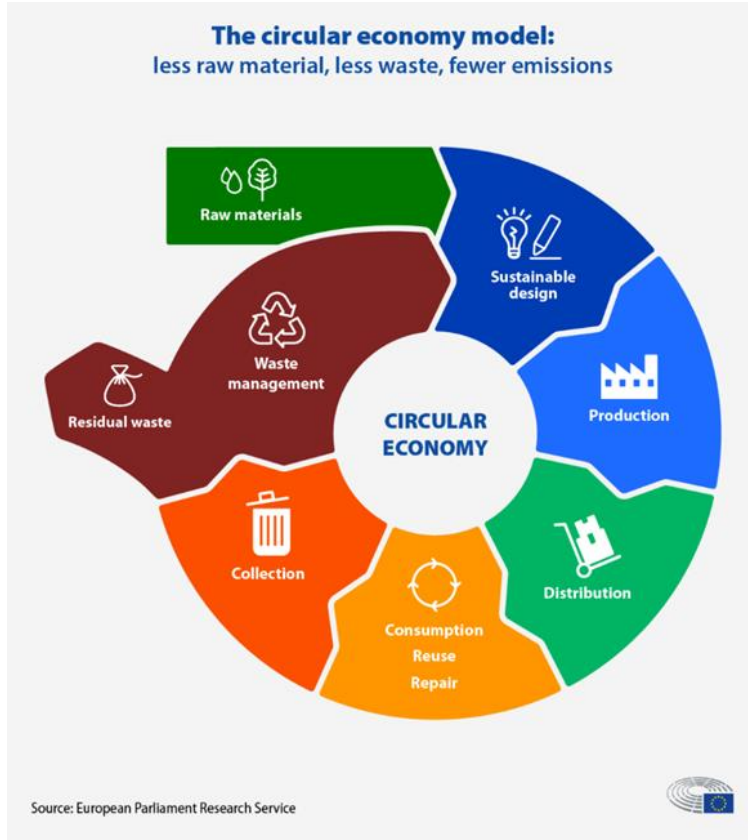 The circular economy model:
less raw material, less waste, fewer emissions
Raw materials
Sustainable
design
Production
Distribution
Consumption
Reuse
Repair
Collection
Waste
management
Residual waste
CIRCULAR
ECONOMY
Source: European Parliament Research Service